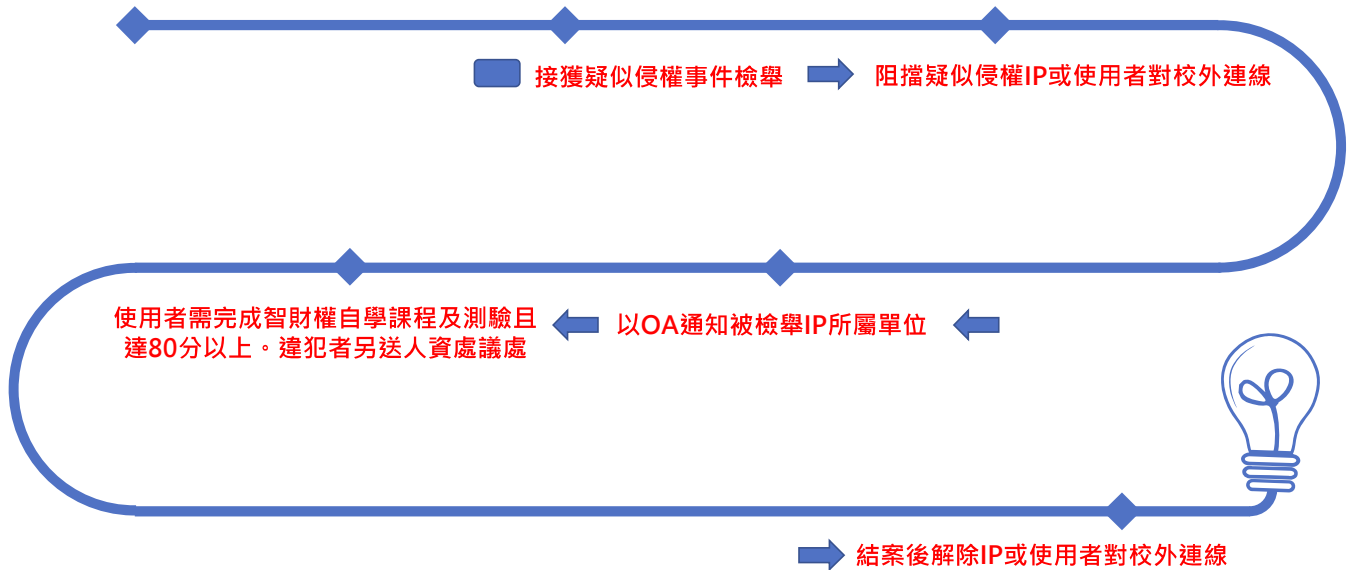 接獲疑似侵權事件檢舉
阻擋疑似侵權IP或使用者對校外連線
以OA通知被檢舉IP所屬單位
使用者需完成智財權自學課程及測驗且
達80分以上。違犯者另送人資處議處
結案後解除IP或使用者對校外連線